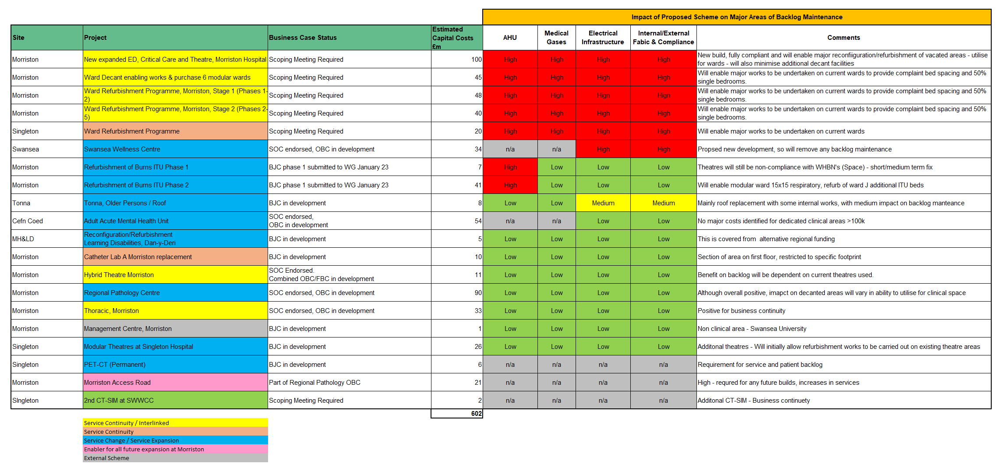 Impact of Proposed Scheme on Major Areas of Backlog Maintenance
Site Project Business Case Status Estimated Capital Costs £m AHU Medical Gases Electrical Infrastructure Internal/External Fabic & Compliance Comments
Morriston New expanded ED, Critical Care and Theatre, Morriston Hospital Scoping Meeting Required 100 High High High High New build, fully compliant and will enable major reconfiiguration/refurbishment of vacated areas - utilise for wards - will also minimise additional decant facilities
Morriston Ward Decant enabling works & purchase 6 modular wards Scoping Meeting Required 45 High High High High Will enable major works to be undertaken on current wards to provide complaint bed spacing and 50% single bedrooms.
Morriston Ward Refurbishment Programme, Morriston, Stage 1 (Phases 1-2) Scoping Meeting Required 48 High High High High Will enable major works to be undertaken on current wards to provide complaint bed spacing and 50% single bedrooms.
Morriston Ward Refurbishment Programme, Morriston, Stage 2 (Phases 2-5) Scoping Meeting Required 40 High High High High Will enable major works to be undertaken on current wards to provide complaint bed spacing and 50% single bedrooms.
Singleton Ward Refurbishment Programme Scoping Meeting Required 20 High High High High Will enable major works to be undertaken on current wards
Swansea Swansea Wellness Centre SOC endorsed, OBC in development 34 n/a n/a High High Propsed new development, so will remove any backlog maintenance
Morriston Refurbishment of Burns ITU Phase 1 BJC phase 1 submitted to WG January 23 7 High Low Low Low Theatres will still be non-compliance with WHBN's (Space) - short/medium term fix
Morriston Refurbishment of Burns ITU Phase 2 BJC phase 1 submitted to WG January 23 41 High Low Low Low Will enable modular ward 15x15 respiratory, refurb of ward J additional ITU beds
Tonna Tonna, Older Persons / Roof BJC in development 8 Low Low Medium Medium Mainly roof replacement with some internal works, with medium impact on backlog manteance
Cefn Coed Adult Acute Mental Health Unit SOC endorsed, OBC in development 54 n/a n/a Low Low No major costs identified for dedicated clinical areas >100k
MH&LD Reconfiguration/Refurbishment Learning Disabilities, Dan-y-Deri BJC in development 5 Low Low Low Low This is covered from alternative regional funding
Morriston Catheter Lab A Morriston replacement BJC in development 10 Low Low Low Low Section of area on first floor, restricted to specific footprint
Morriston Hybrid Theatre Morriston SOC Endorsed. Combined OBC/FBC in development 11 Low Low Low Low Benefit on backlog will be dependent on current theatres used.
Morriston Regional Pathology Centre SOC endorsed, OBC in development 90 Low Low Low Low Although overall positive, imapct on decanted areas will vary in ability to utilise for clinical space
Morriston Thoracic, Morriston SOC endorsed, OBC in development 33 Low Low Low Low Positive for business continuity
Morriston Management Centre, Morriston BJC in development 1 Low Low Low Low Non clinical area - Swansea University
Singleton Modular Theatres at Singleton Hospital BJC in development 26 Low Low Low Low Additonal theatres - Will initially allow refurbishment works to be carried out on existing theatre areas
Singleton PET-CT (Permanent) BJC in development 6 n/a n/a n/a n/a Requirement for service and patient backlog
Morriston Morriston Access Road Part of Regional Pathology OBC 21 n/a n/a n/a n/a High - requred for any future builds, increases in services
SIngleton 2nd CT-SIM at SWWCC Scoping Meeting Required 2 n/a n/a n/a n/a Additonal CT-SIM - Business continuety
602
Service Continuity / Interlinked
Service Continuity
Service Change / Service Expansion
Enabler for all future expansion at Morriston
External Scheme